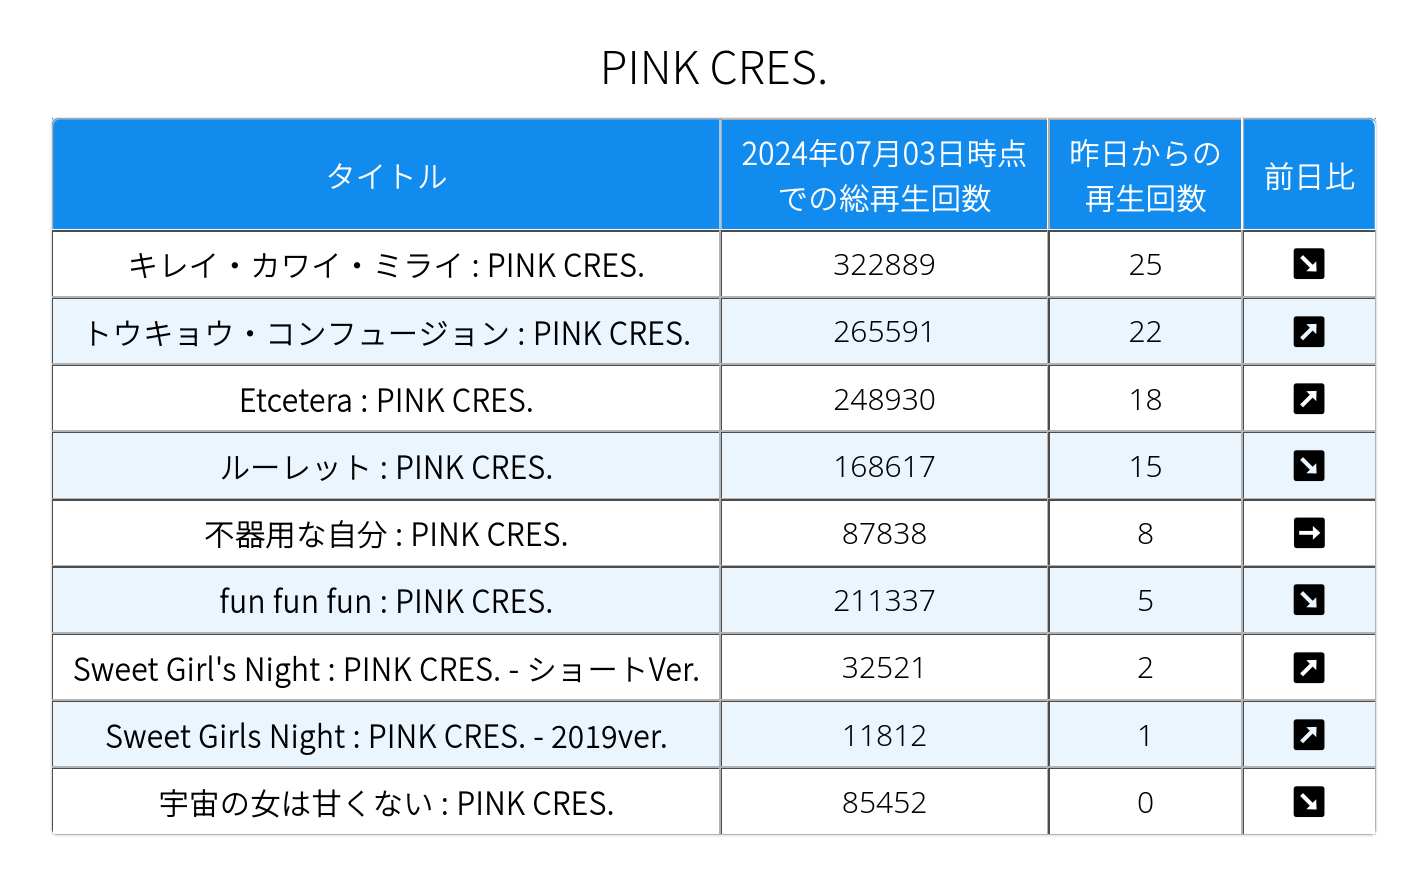 PINK CRES.
タイトル 2024年07月03日時点 昨日からの 前日比
での総再生回数 再生回数
キレイ・カワイ・ミライ : PINK CRES. 322889 25 ↘
トウキョウ・コンフュージョン : PINK CRES. 265591 22 ↗
Etcetera : PINK CRES. 248930 18 ↗
ルーレット : PINK CRES. 168617 15 ↘
不器用な自分 : PINK CRES. 87838 8 →
fun fun fun : PINK CRES. 211337 5 ↘
Sweet Girl's Night : PINK CRES. - ショートVer. 32521 2 ↗
Sweet Girls Night : PINK CRES. - 2019ver. 11812 1 ↗
宇宙の女は甘くない : PINK CRES. 85452 0 ↘